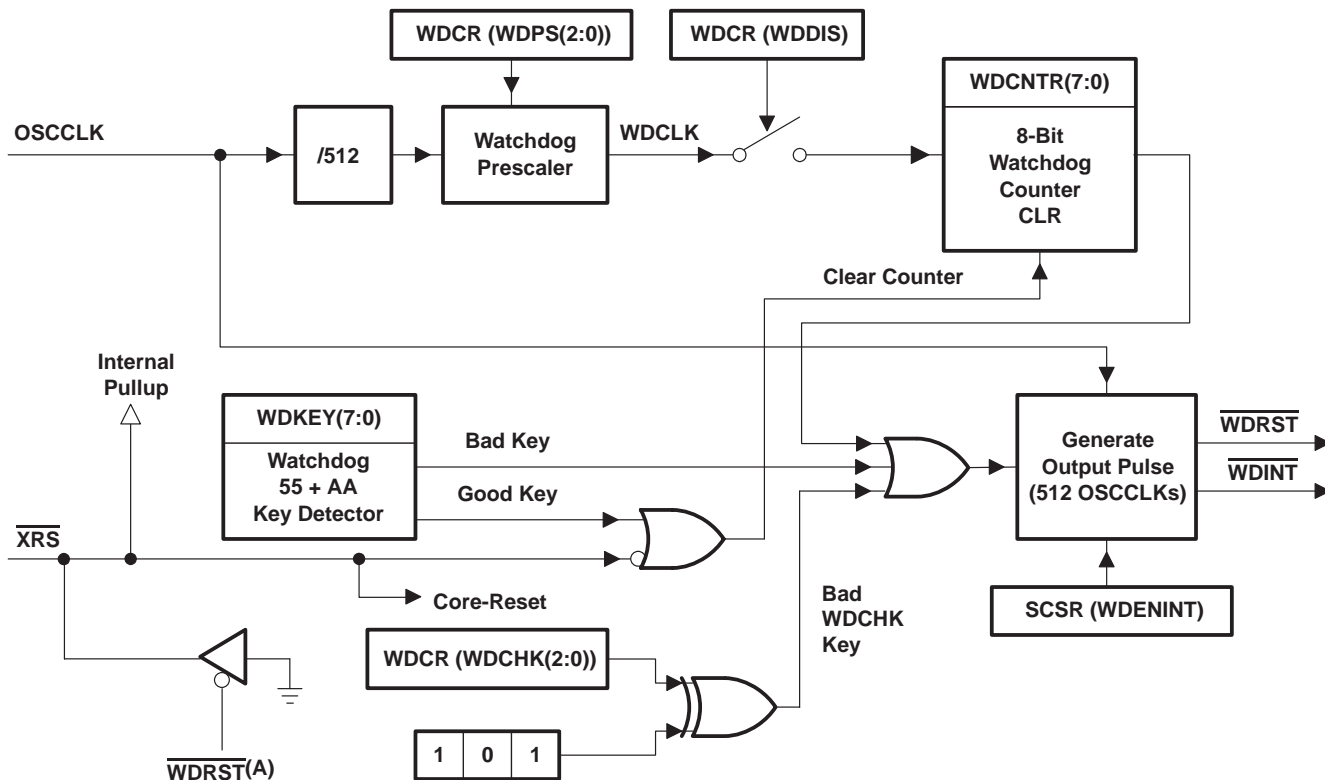 WDCR (WDPS(2:0))
WDCR (WDDIS)
WDCNTR(7:0)
OSCCLK
/512
Watchdog
Prescaler
WDCLK
8-Bit
Watchdog
Counter
CLR
Clear Counter
Internal
Pullup
WDKEY(7:0)
Watchdog
55 + AA
Key Detector
Bad Key
Good Key
Generate
Output Pulse
(512 OSCCLKs)
WDRST
WDINT
XRS
Core-Reset
Bad
WDCHK
Key
SCSR (WDENINT)
WDCR (WDCHK(2:0))
1 0 1
WDRST(A)